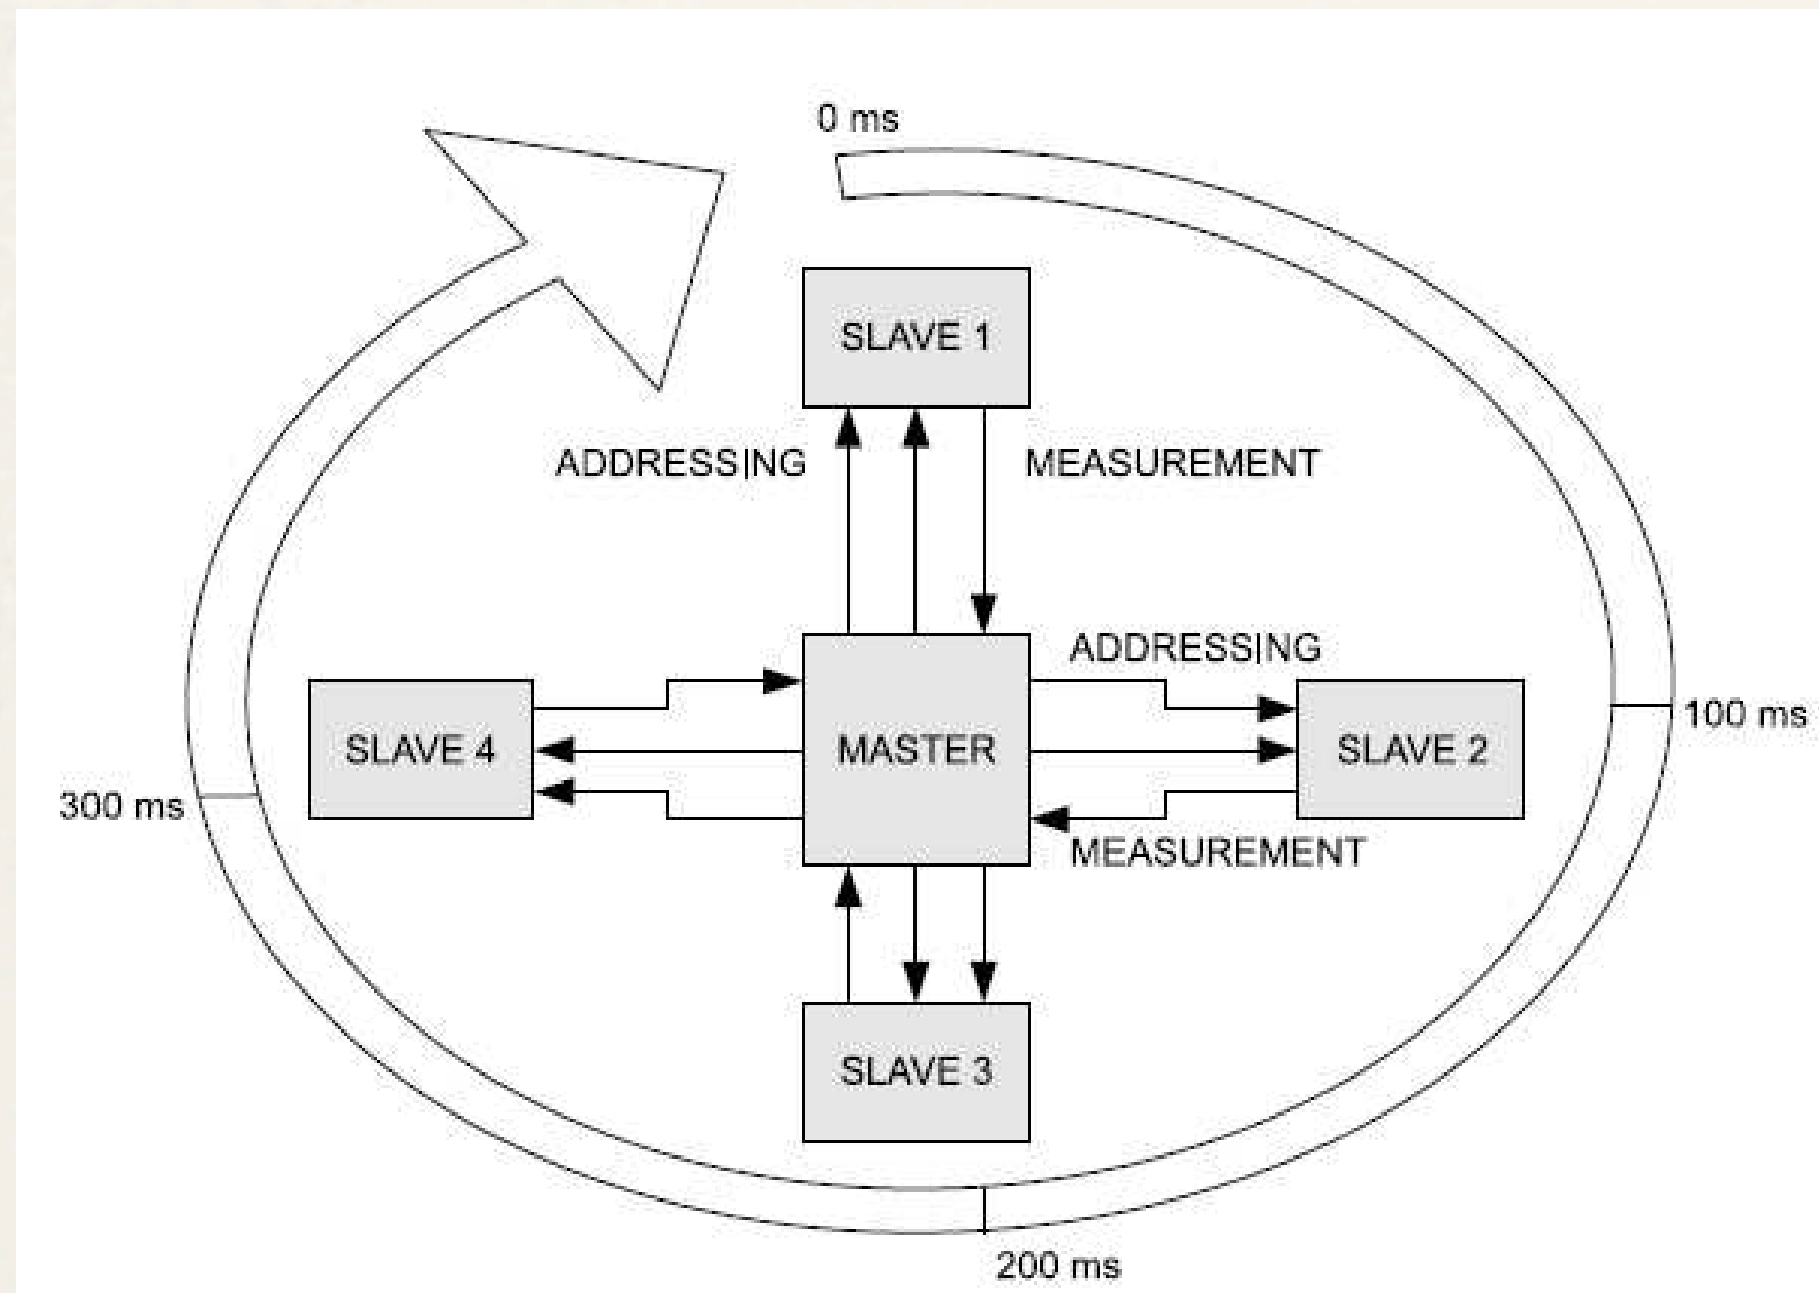 0 ms
SLAVE 1
ADDRESSING
MEASUREMENT
ADDRESSING
100 ms
SLAVE 4
MASTER
SLAVE 2
300 ms
MEASUREMENT
SLAVE 3
200 ms